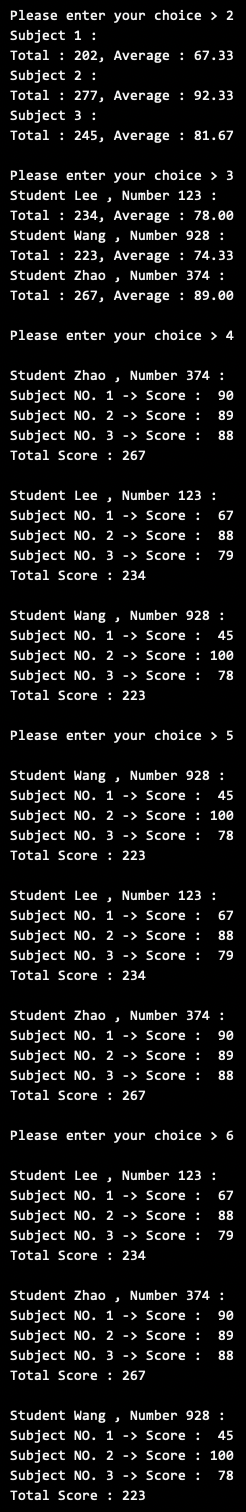 Please enter your choice > 2
Subject 1 :
Total : 202, Average : 67.33
Subject 2 :
Total : 277, Average : 92.33
Subject 3 :
Total : 245, Average : 81.67
Please enter your choice > 3
Student Lee , Number 123 :
Total : 234, Average : 78.00
Student Wang , Number 928 :
Total : 223, Average : 74.33
Student Zhao , Number 374 :
Total : 267, Average : 89.00
Please enter your choice > 4
Student Zhao , Number 374 :
Subject NO. 1 -> Score :  90
Subject NO. 2 -> Score :  89
Subject NO. 3 -> Score :  88
Total Score : 267
Student Lee , Number 123 :
Subject NO. 1 -> Score :  67
Subject NO. 2 -> Score :  88
Subject NO. 3 -> Score :  79
Total Score : 234
Student Wang , Number 928 :
Subject NO. 1 -> Score :  45
Subject NO. 2 -> Score : 100
Subject NO. 3 -> Score :  78
Total Score : 223
Please enter your choice > 5
Student Wang , Number 928 :
Subject NO. 1 -> Score :  45
Subject NO. 2 -> Score : 100
Subject NO. 3 -> Score :  78
Total Score : 223
Student Lee , Number 123 :
Subject NO. 1 -> Score :  67
Subject NO. 2 -> Score :  88
Subject NO. 3 -> Score :  79
Total Score : 234
Student Zhao , Number 374 :
Subject NO. 1 -> Score :  90
Subject NO. 2 -> Score :  89
Subject NO. 3 -> Score :  88
Total Score : 267
Please enter your choice > 6
Student Lee , Number 123 :
Subject NO. 1 -> Score :  67
Subject NO. 2 -> Score :  88
Subject NO. 3 -> Score :  79
Total Score : 234
Student Zhao , Number 374 :
Subject NO. 1 -> Score :  90
Subject NO. 2 -> Score :  89
Subject NO. 3 -> Score :  88
Total Score : 267
Student Wang , Number 928 :
Subject NO. 1 -> Score :  45
Subject NO. 2 -> Score : 100
Subject NO. 3 -> Score :  78
Total Score : 223